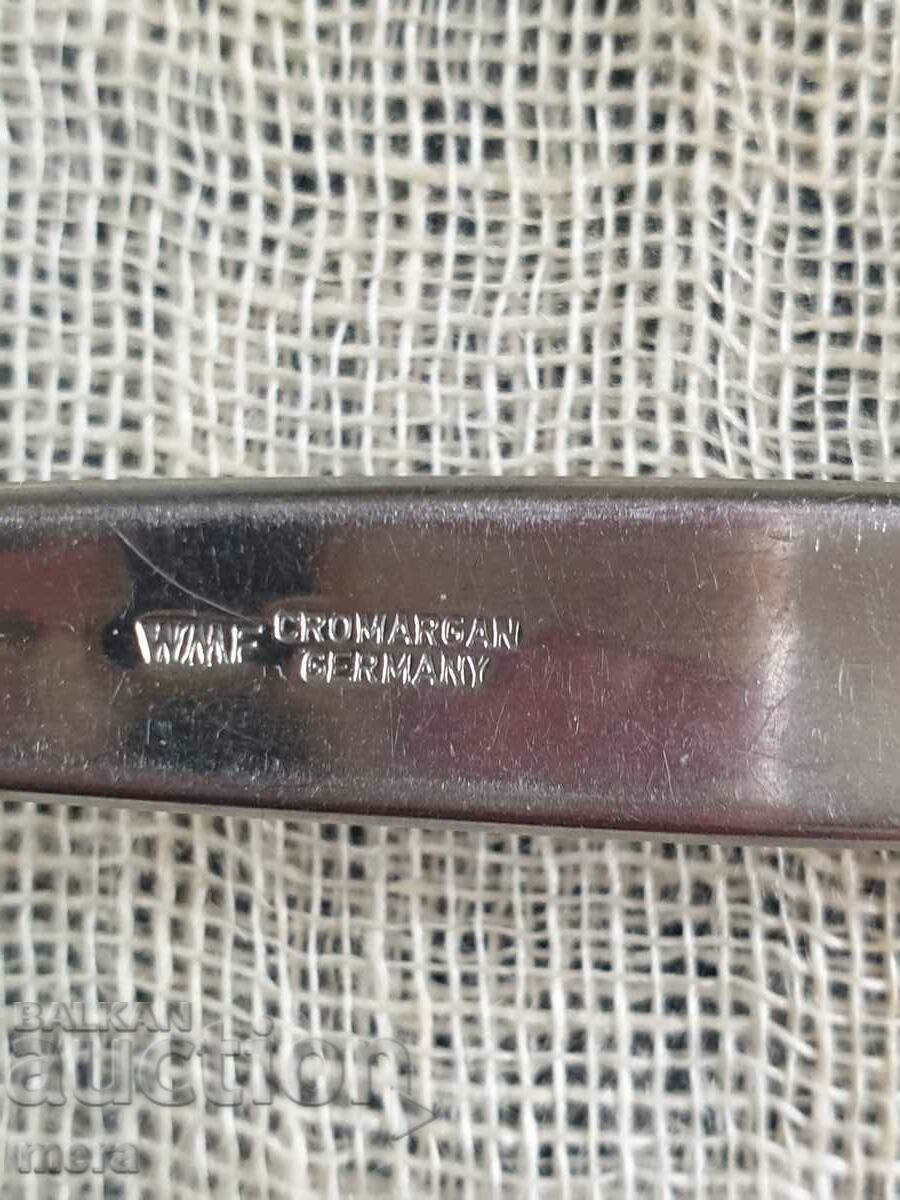 WMF CROMARGAN
GERMANY
BALKAN
auction
mera